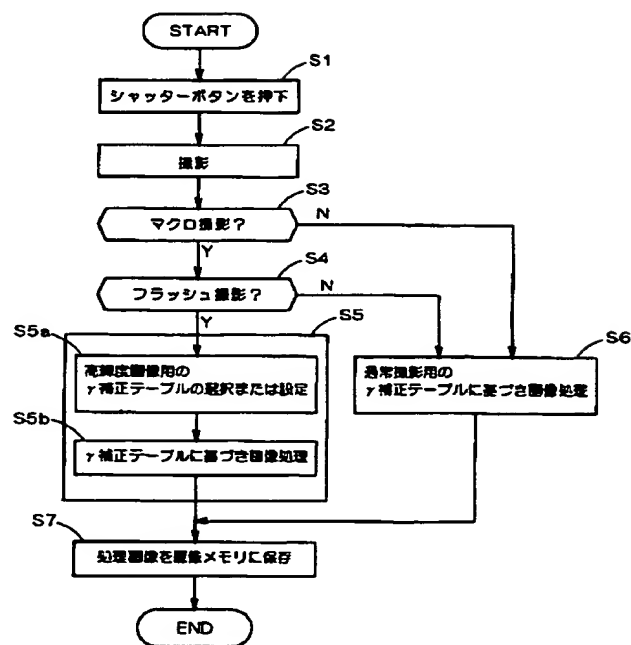 START
S1
シャッターボタンを押下
S2
撮影
S3
マクロ撮影?
N
Y
S4
フラッシュ撮影?
N
Y
S5
S5a
高輝度画像用の
γ補正テーブルの選択または設定
S6
通常撮影用の
γ補正テーブルに基づき画像処理
S5b
γ補正テーブルに基づき画像処理
S7
処理画像を画像メモリに保存
END